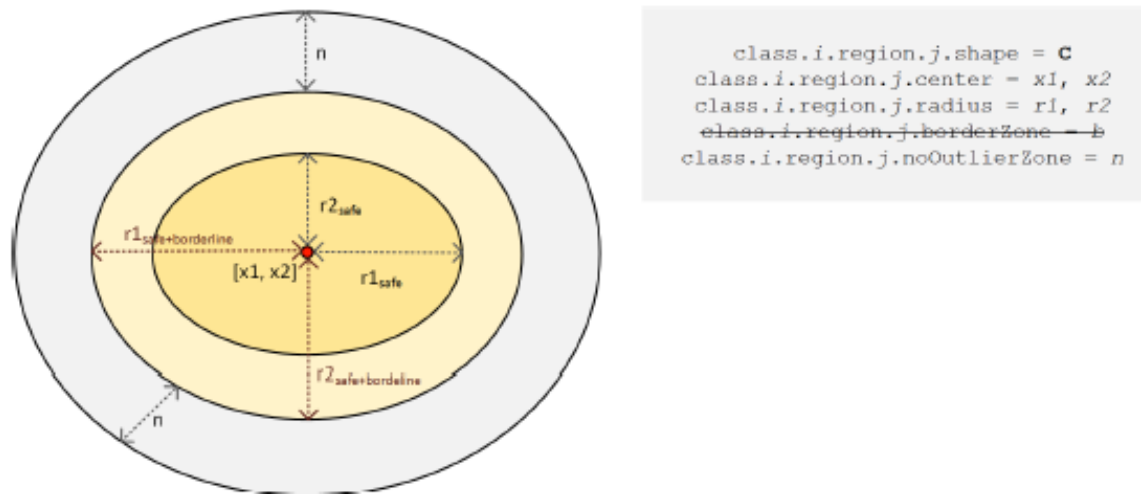 n
r2safe
r1safe+borderline
[x1, x2]
r1safe
r2safe+bordeline
n
class.i.region.j.shape = C
class.i.region.j.center = x1, x2
class.i.region.j.radius = r1, r2
class.i.region.j.borderZone = b
class.i.region.j.noOutlierZone = n